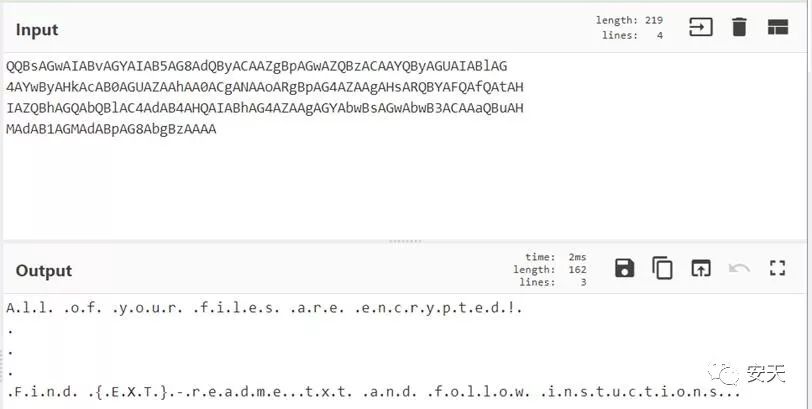 Input
length: 219
lines: 4
QQBsAGwAIABvAGYAIAB5AG8AdQByACAAZgBpAGwAZQBzACAAYQByAGUAIABlAG
4AYwByAHkAcAB0AGUAZAAhAA0ACgANAAoARgBpAG4AZAAgAHsARQBYAFQAfQAtAH
IAZQBhAGQAbQBlAC4AdAB4AHQAIABhAG4AZAAgAGYAbwBsAGwAbwB3ACAAaQBuAH
MAdAB1AGMAdABpAG8AbgBzAAAA
Output
time: 2ms
length: 162
lines: 3
A.l.l. .o.f. .y.o.u.r. .f.i.l.e.s. .a.r.e. .e.n.c.r.y.p.t.e.d.!.
.
.
.
.F.i.n.d. .{.E.X.T.}.-.r.e.a.d.m.e...t.x.t. .a.n.d. .f.o.l.l.o.w. .i.n.s.t.u.c.t.i.o.n.s...
安天